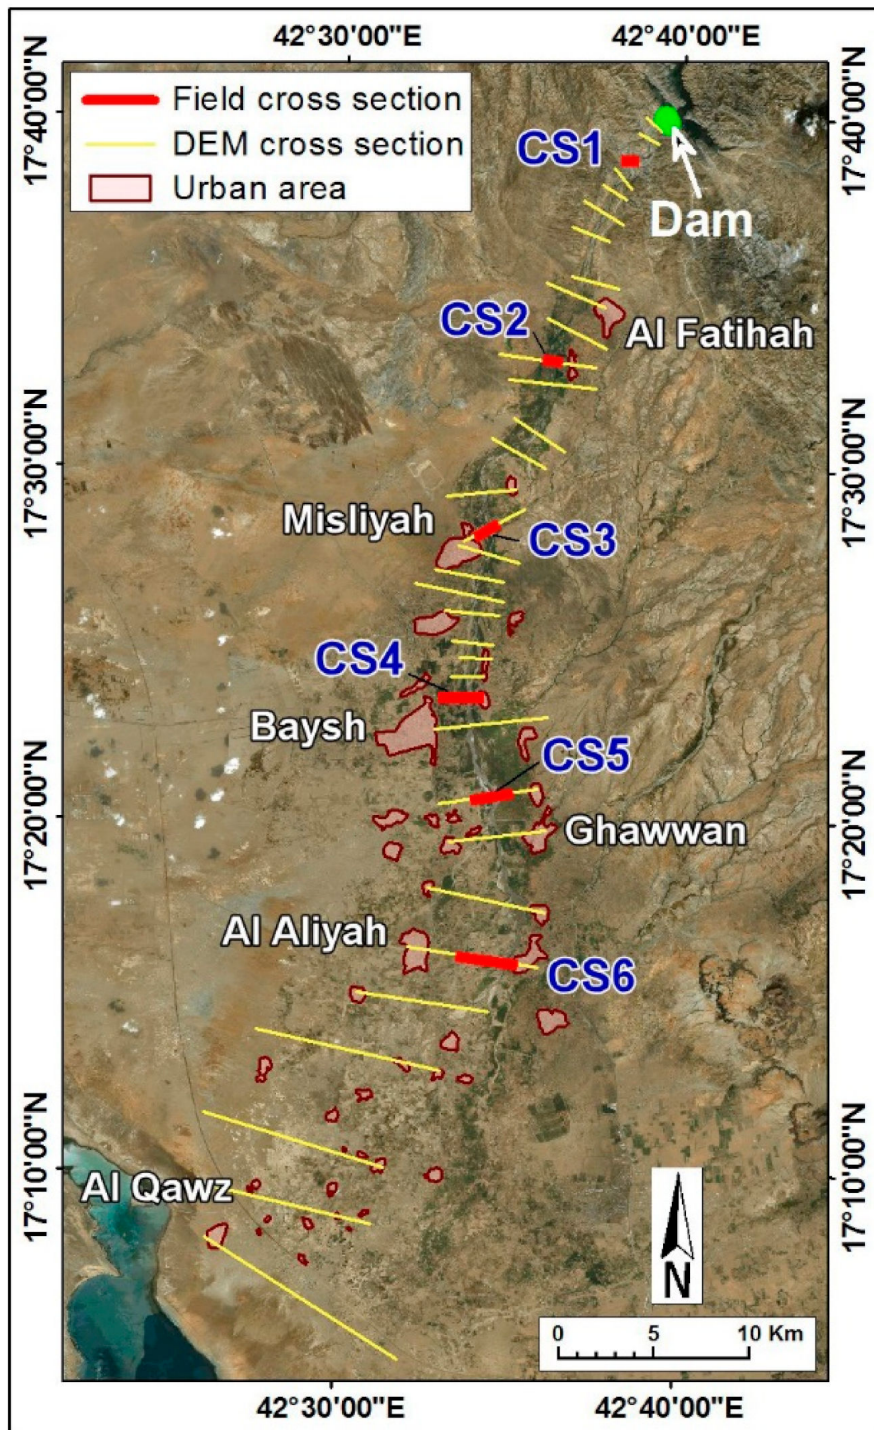 42°30'00"E
42°40'00"E
Field cross section
DEM cross section
Urban area
17°40'00"N
17°40'00"N
CS1
Dam
CS2
Al Fatihah
17°30'00"N
17°30'00"N
Misliyah
CS3
CS4
Baysh
CS5
17°20'00"N
17°20'00"N
Ghawwan
Al Aliyah
CS6
17°10'00"N
17°10'00"N
Al Qawz
N
0 5 10 Km
42°30'00"E
42°40'00"E